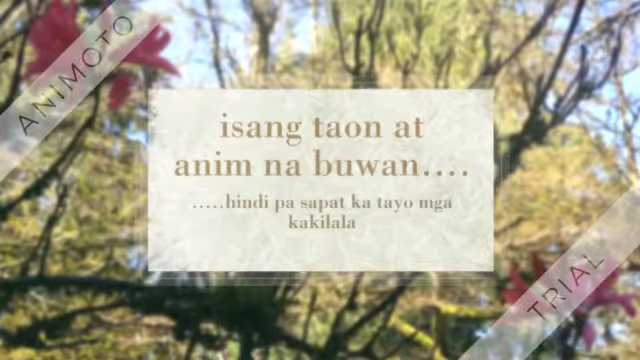 ANIMOTO
isang taon at
anim na buwan....
.....hindi pa sapat ka tayo mga
kakilala
TRIAL